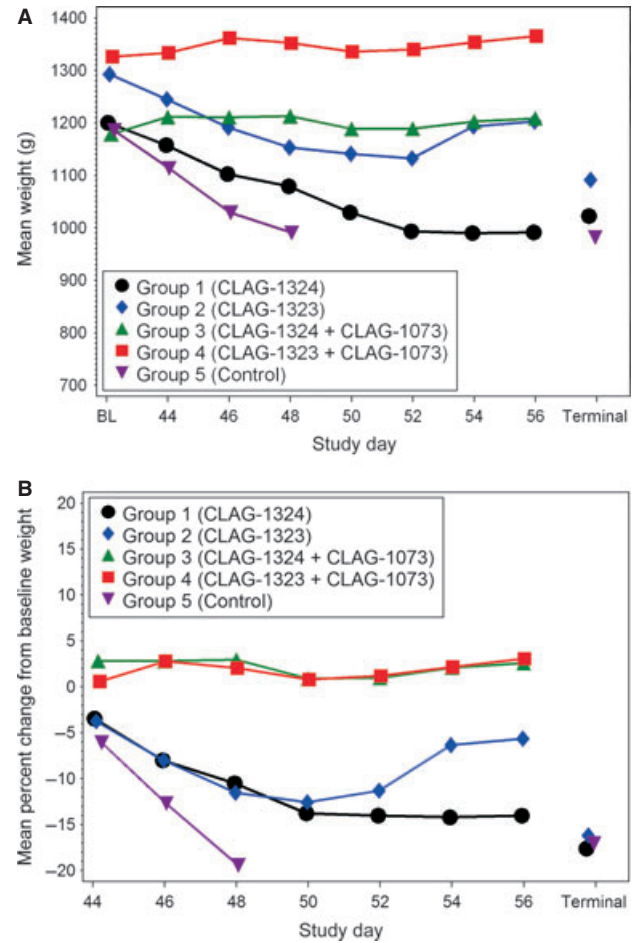 A
1400
1300
1200
1100
1000
900
800
700
Mean weight (g)
Group 1 (CLAG-1324)
Group 2 (CLAG-1323)
Group 3 (CLAG-1324 + CLAG-1073)
Group 4 (CLAG-1323 + CLAG-1073)
Group 5 (Control)
BL 44 46 48 50 52 54 56 Terminal
Study day
B
20
15
10
5
0
–5
–10
–15
–20
Mean percent change from baseline weight
Group 1 (CLAG-1324)
Group 2 (CLAG-1323)
Group 3 (CLAG-1324 + CLAG-1073)
Group 4 (CLAG-1323 + CLAG-1073)
Group 5 (Control)
44 46 48 50 52 54 56 Terminal
Study day